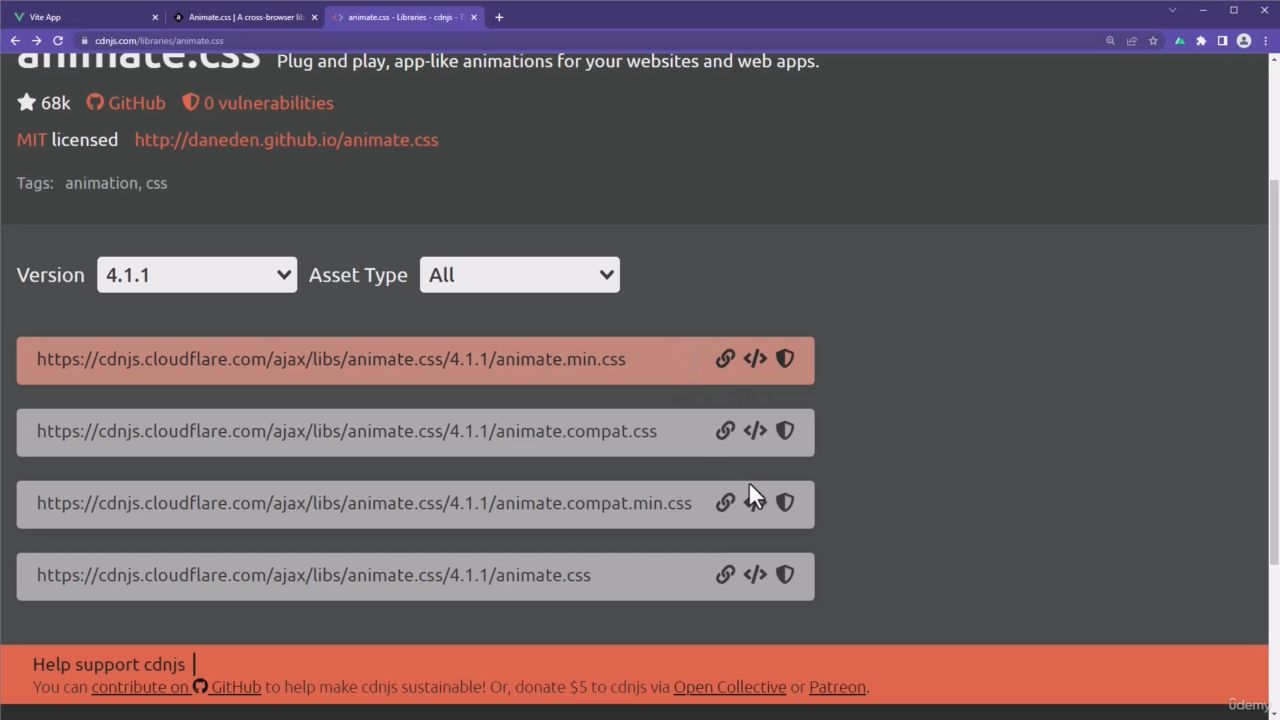 Vite App
Animate.css | A cross-browser lib
animate.css - Libraries - cdnjs - T
cdnjs.com/libraries/animate.css
animate.css Plug and play, app-like animations for your websites and web apps.
68k GitHub 0 vulnerabilities
MIT licensed http://daneden.github.io/animate.css
Tags: animation, css
Version 4.1.1 Asset Type All
https://cdnjs.cloudflare.com/ajax/libs/animate.css/4.1.1/animate.min.css
https://cdnjs.cloudflare.com/ajax/libs/animate.css/4.1.1/animate.compat.css
https://cdnjs.cloudflare.com/ajax/libs/animate.css/4.1.1/animate.compat.min.css
https://cdnjs.cloudflare.com/ajax/libs/animate.css/4.1.1/animate.css
Help support cdnjs
You can contribute on GitHub to help make cdnjs sustainable! Or, donate $5 to cdnjs via Open Collective or Patreon.
ûdemy